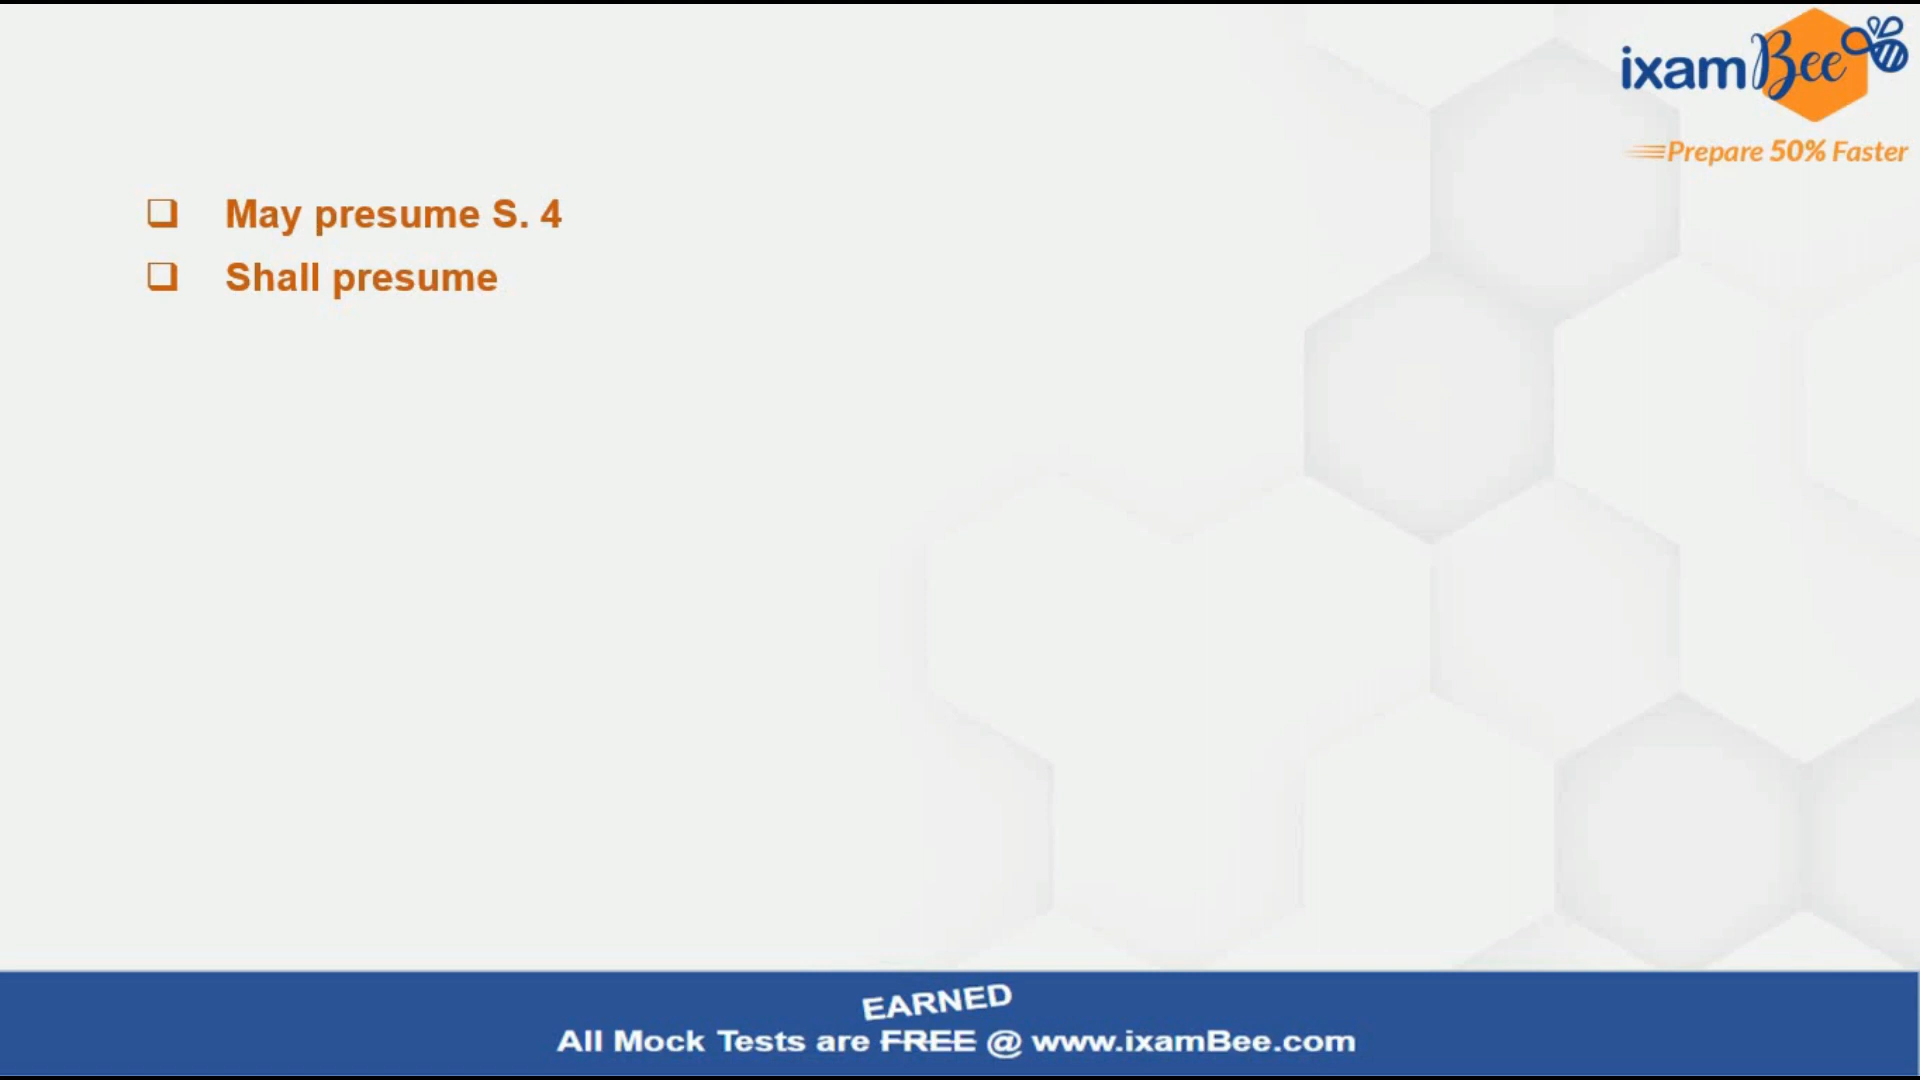 ixamBee
Prepare 50% Faster
May presume S. 4
Shall presume
EARNED
All Mock Tests are FREE @ www.ixamBee.com